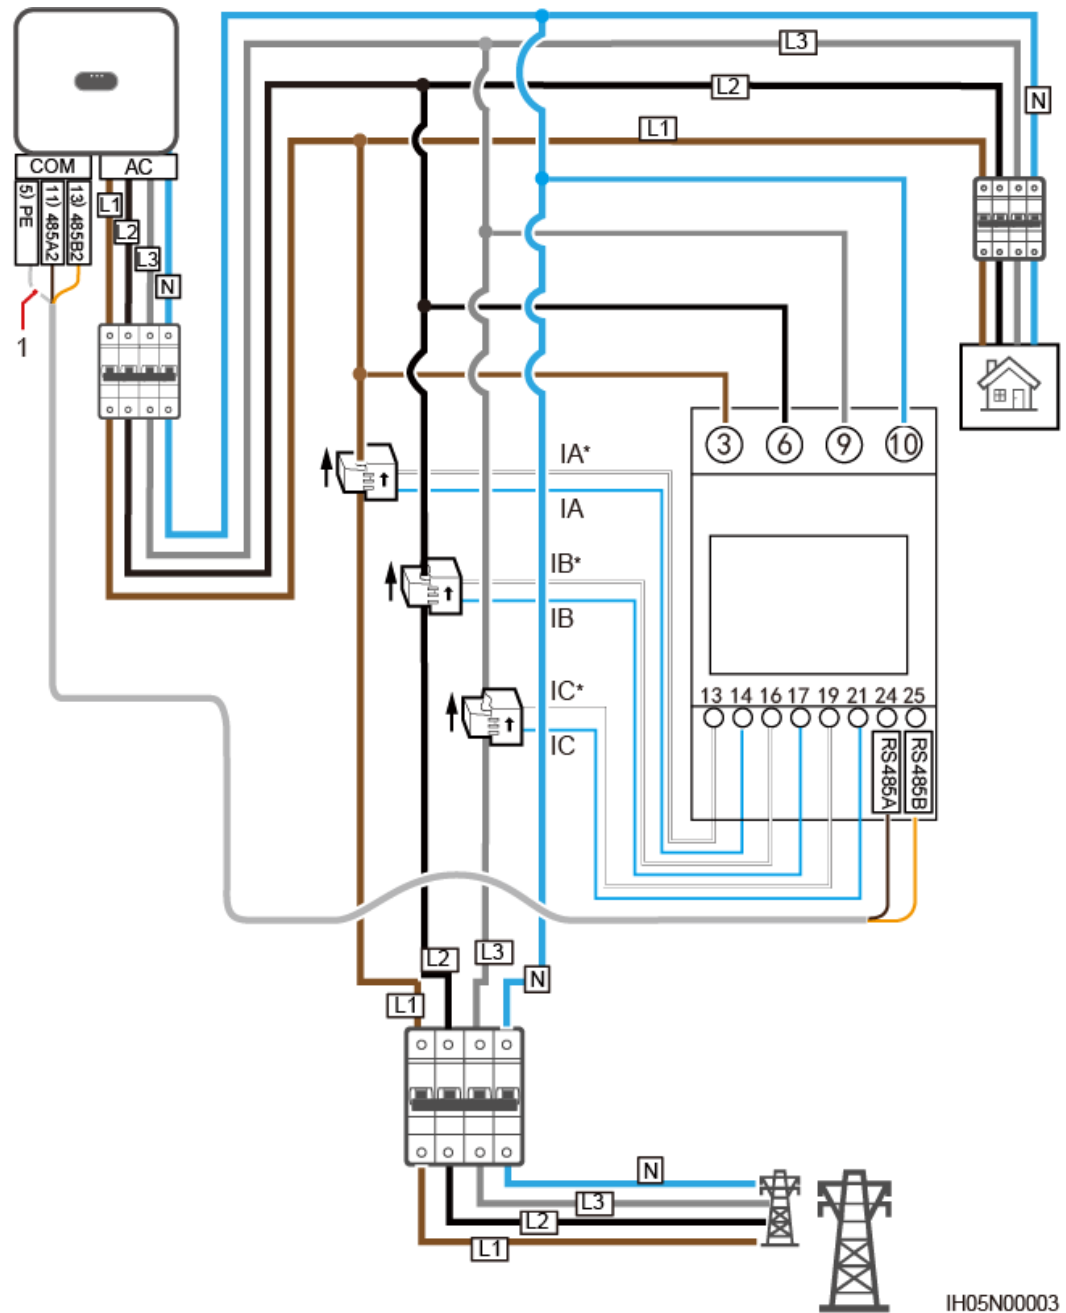 L3
L2
N
L1
COM
AC
5) PE
11) 485A2
13) 485B2
L1
L2
L3
N
1
3
6
9
10
IA*
IA
IB*
IB
IC*
IC
13 14 16 17 19 21 24 25
RS485A
RS485B
L2
L3
N
L1
N
L3
L2
L1
IH05N00003